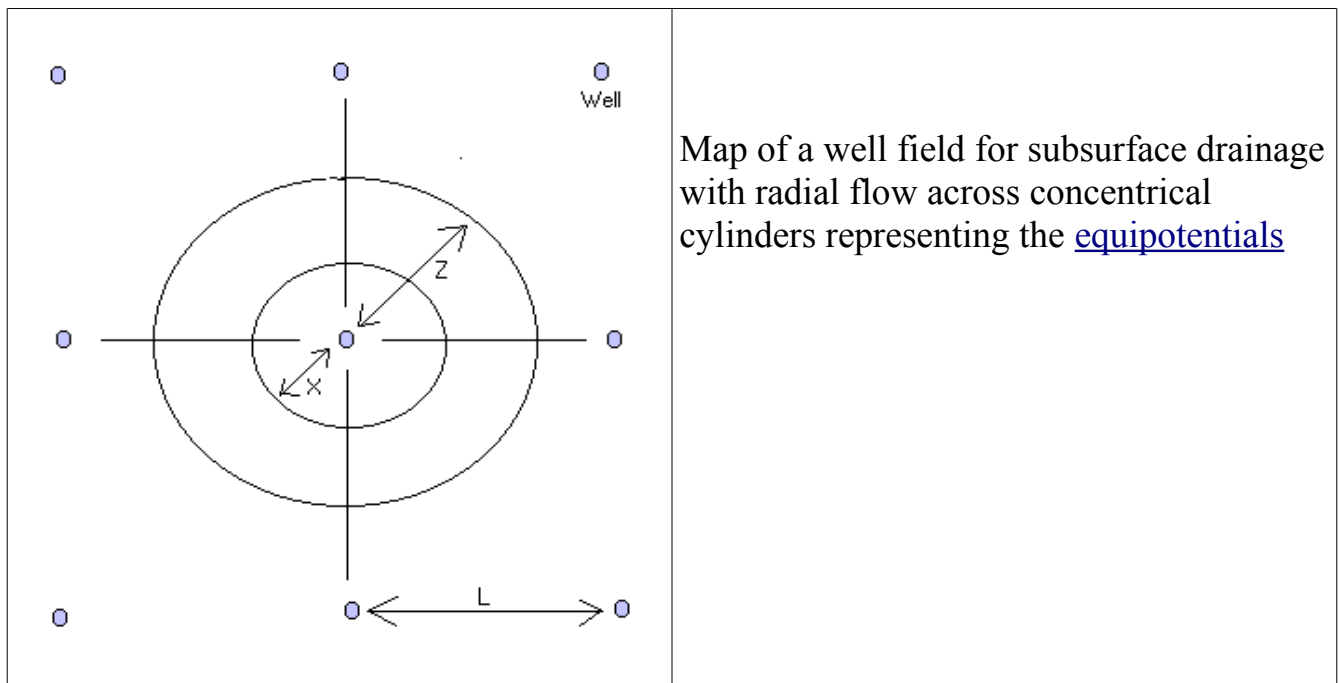 Well
Z
X
L
Map of a well field for subsurface drainage
with radial flow across concentrical
cylinders representing the equipotentials